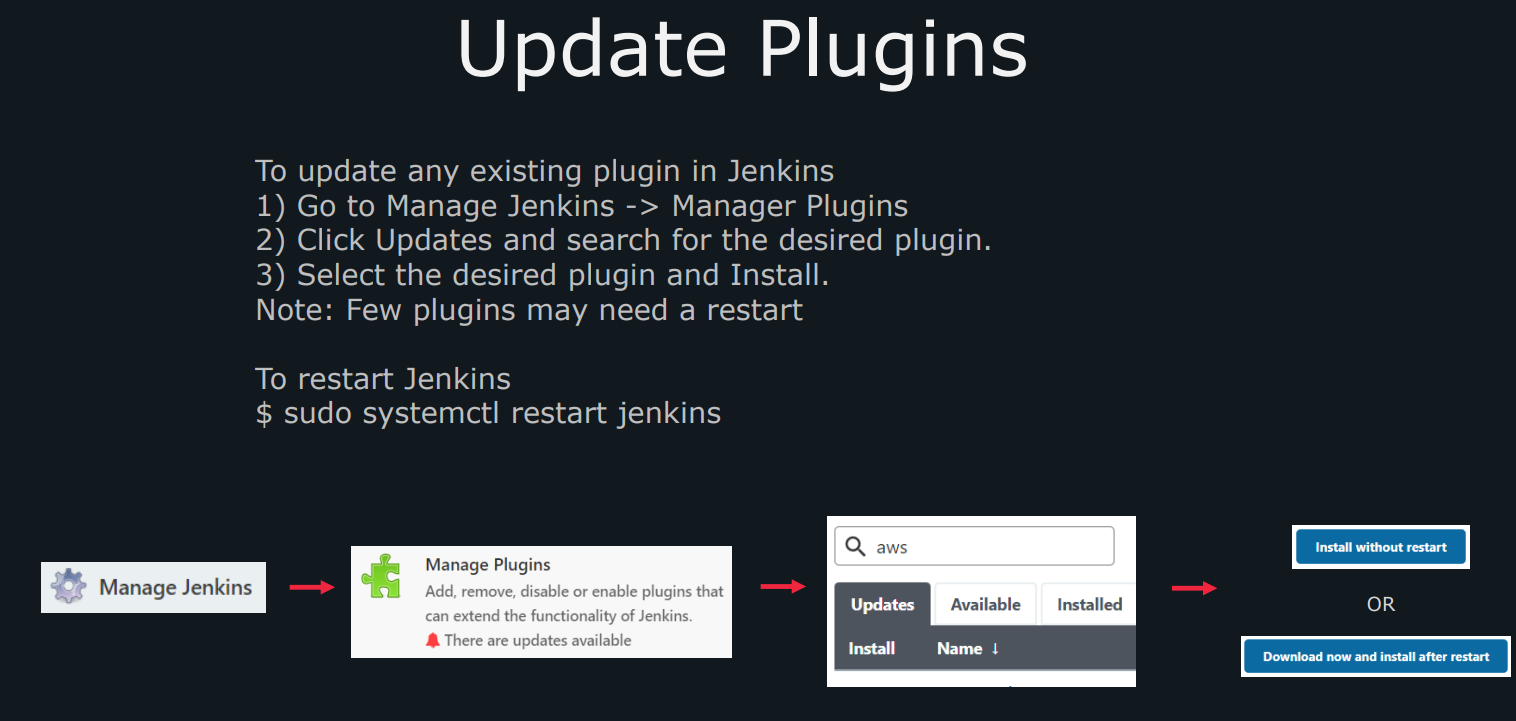 Update Plugins
To update any existing plugin in Jenkins
1) Go to Manage Jenkins -> Manager Plugins
2) Click Updates and search for the desired plugin.
3) Select the desired plugin and Install.
Note: Few plugins may need a restart
To restart Jenkins
$ sudo systemctl restart jenkins
Manage Jenkins
Manage Plugins
Add, remove, disable or enable plugins that
can extend the functionality of Jenkins.
There are updates available
aws
Updates Available Installed
Install Name ↓
Install without restart
OR
Download now and install after restart